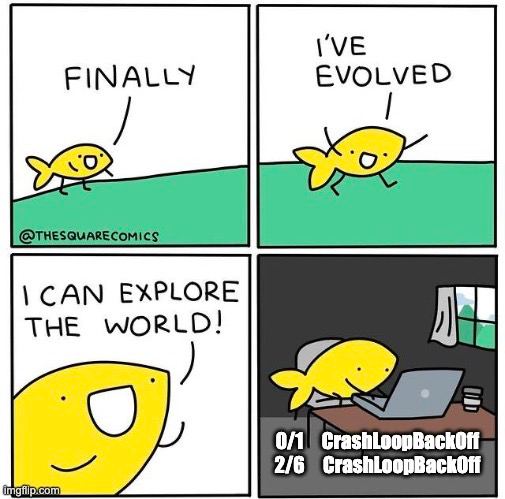 FINALLY
I'VE
EVOLVED
@THESQUARECOMICS
I CAN EXPLORE
THE WORLD!
0/1 CrashLoopBackOff
2/6 CrashLoopBackOff
imgflip.com